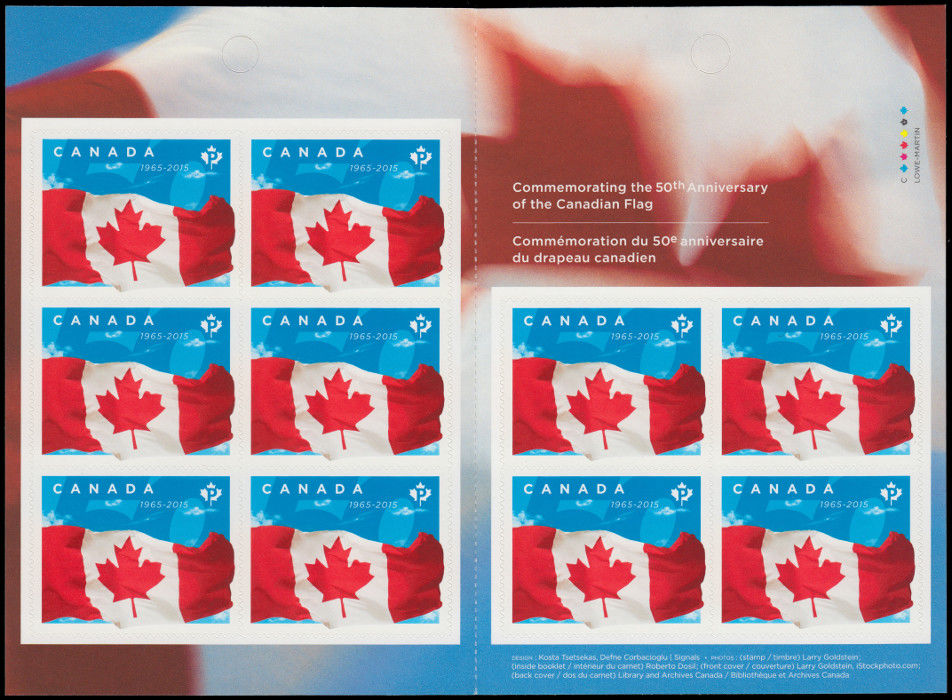 CANADA
P
1965-2015
CANADA
P
1965-2015
CANADA
P
1965-2015
CANADA
P
1965-2015
CANADA
P
1965-2015
CANADA
P
1965-2015
C
LOWE-MARTIN
Commemorating the 50th Anniversary
of the Canadian Flag
Commémoration du 50e anniversaire
du drapeau canadien
CANADA
P
1965-2015
CANADA
P
1965-2015
CANADA
P
1965-2015
CANADA
P
1965-2015
DESIGN : Kosta Tsetsekas, Defne Corbacioglu | Signals • PHOTOS : (stamp / timbre) Larry Goldstein;
(inside booklet / intérieur du carnet) Roberto Dosil; (front cover / couverture) Larry Goldstein, iStockphoto.com;
(back cover / dos du carnet) Library and Archives Canada / Bibliothèque et Archives Canada